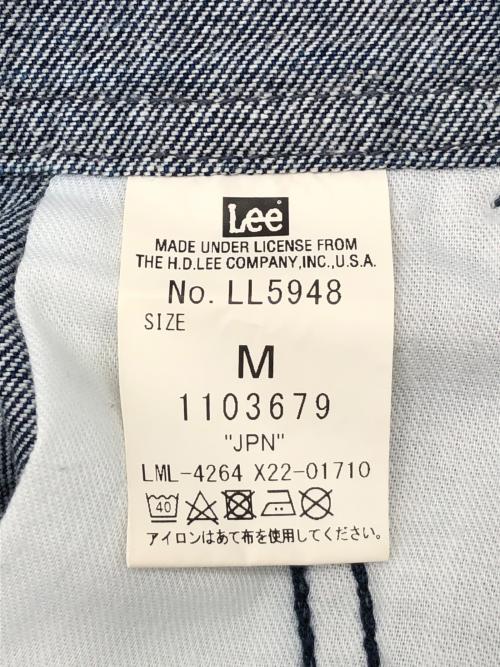 Lee
MADE UNDER LICENSE FROM
THE H.D.LEE COMPANY,INC.,U.S.A.
No. LL5948
SIZE
M
1103679
"JPN"
LML-4264 X22-01710
40
アイロンはあて布を使用してください。